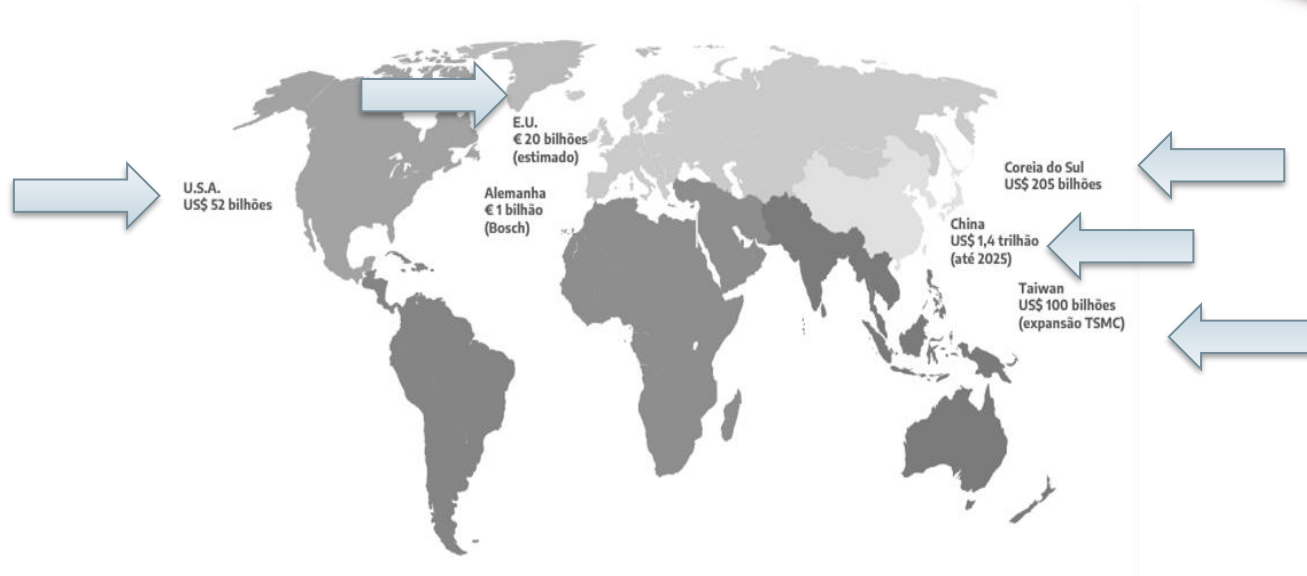 U.S.A.
US$ 52 bilhões
E.U.
€ 20 bilhões
(estimado)
Alemanha
€ 1 bilhão
(Bosch)
Coreia do Sul
US$ 205 bilhões
China
US$ 1,4 trilhão
(até 2025)
Taiwan
US$ 100 bilhões
(expansão TSMC)